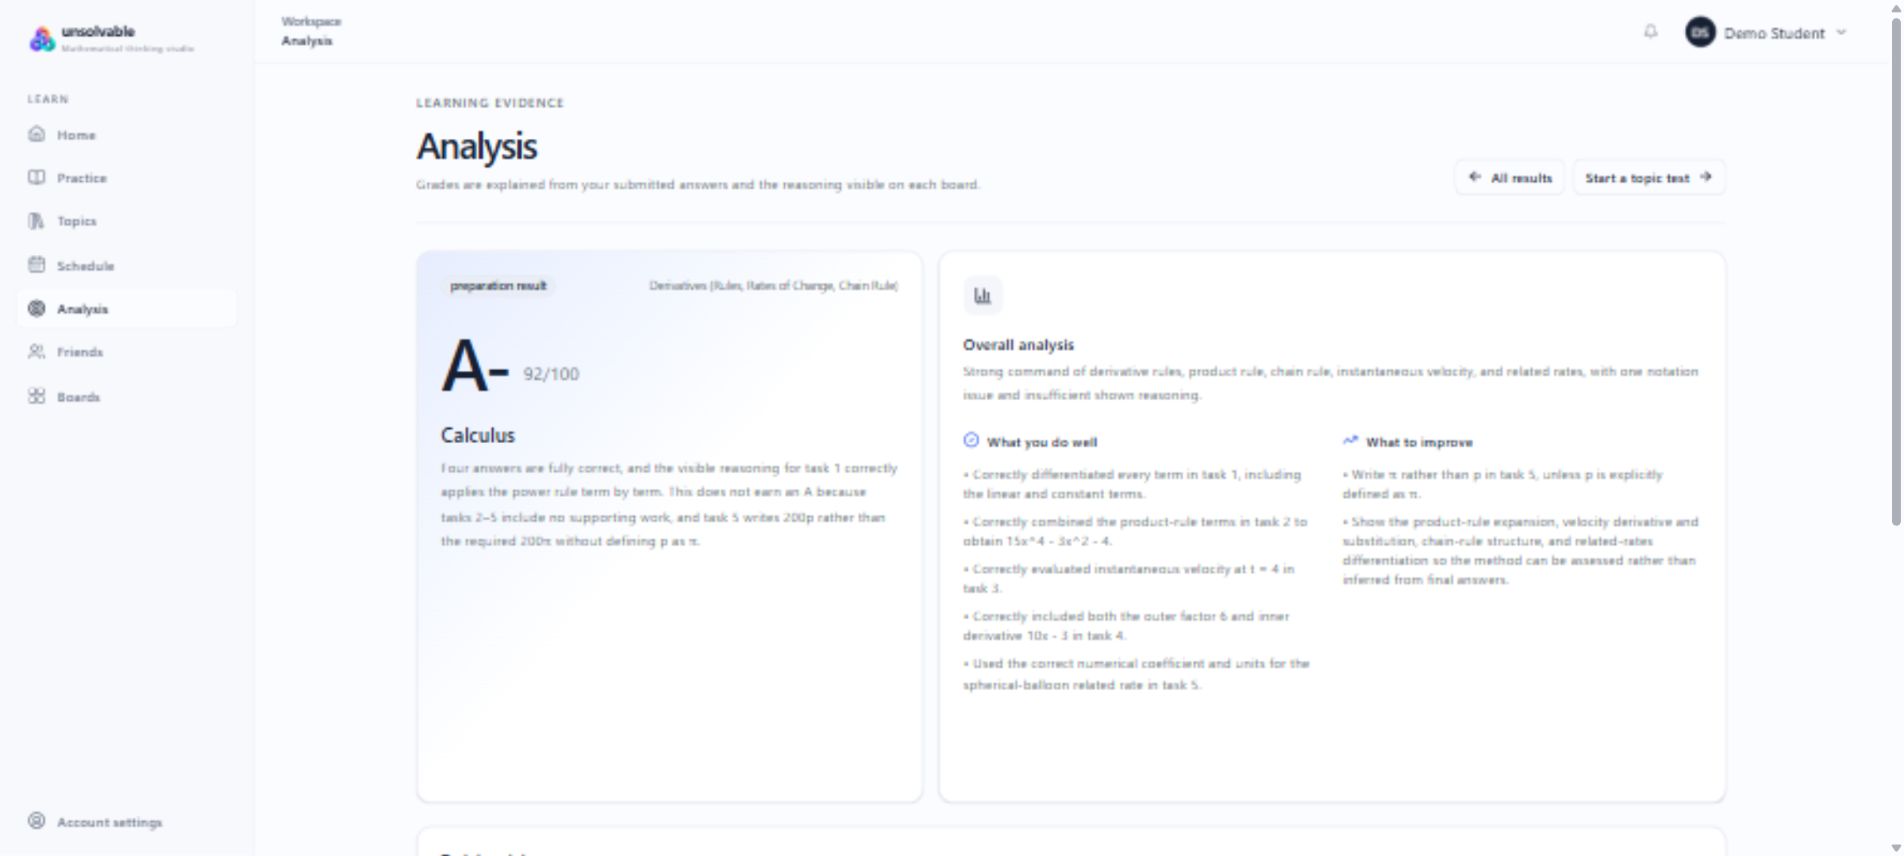 unsolvable
Mathematical thinking studio
LEARN
Home
Practice
Topics
Schedule
Analysis
Friends
Boards
Account settings
Workspace
Analysis
DS
Demo Student
LEARNING EVIDENCE
Analysis
Grades are explained from your submitted answers and the reasoning visible on each board.
All results
Start a topic test
preparation result
Derivatives (Rules, Rates of Change, Chain Rule)
A- 92/100
Calculus
Four answers are fully correct, and the visible reasoning for task 1 correctly
applies the power rule term by term. This does not earn an A because
tasks 2–5 include no supporting work, and task 5 writes 200p rather than
the required 200π without defining p as π.
Overall analysis
Strong command of derivative rules, product rule, chain rule, instantaneous velocity, and related rates, with one notation
issue and insufficient shown reasoning.
What you do well
• Correctly differentiated every term in task 1, including
the linear and constant terms.
• Correctly combined the product-rule terms in task 2 to
obtain 15x^4 - 3x^2 - 4.
• Correctly evaluated instantaneous velocity at t = 4 in
task 3.
• Correctly included both the outer factor 6 and inner
derivative 10x - 3 in task 4.
• Used the correct numerical coefficient and units for the
spherical-balloon related rate in task 5.
What to improve
• Write π rather than p in task 5, unless p is explicitly
defined as π.
• Show the product-rule expansion, velocity derivative and
substitution, chain-rule structure, and related-rates
differentiation so the method can be assessed rather than
inferred from final answers.